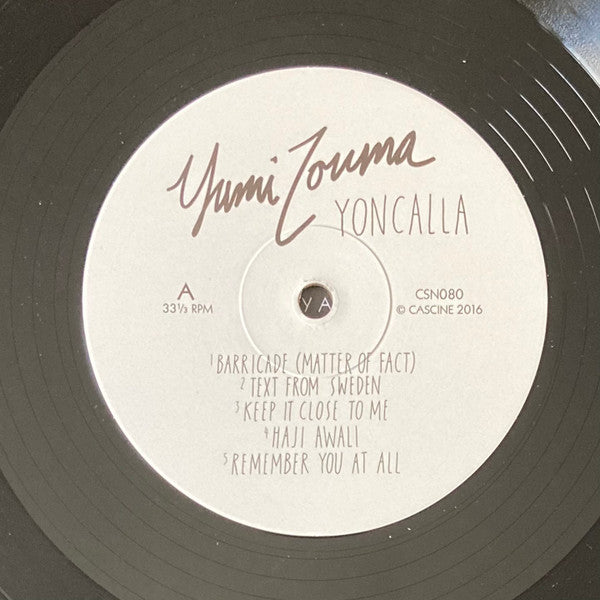 Yumi Zouma
YONCALLA
A
33⅓ RPM
Y A
CSN080
© CASCINE 2016
1 BARRICADE (MATTER OF FACT)
2 TEXT FROM SWEDEN
3 KEEP IT CLOSE TO ME
4 HAJI AWALI
5 REMEMBER YOU AT ALL